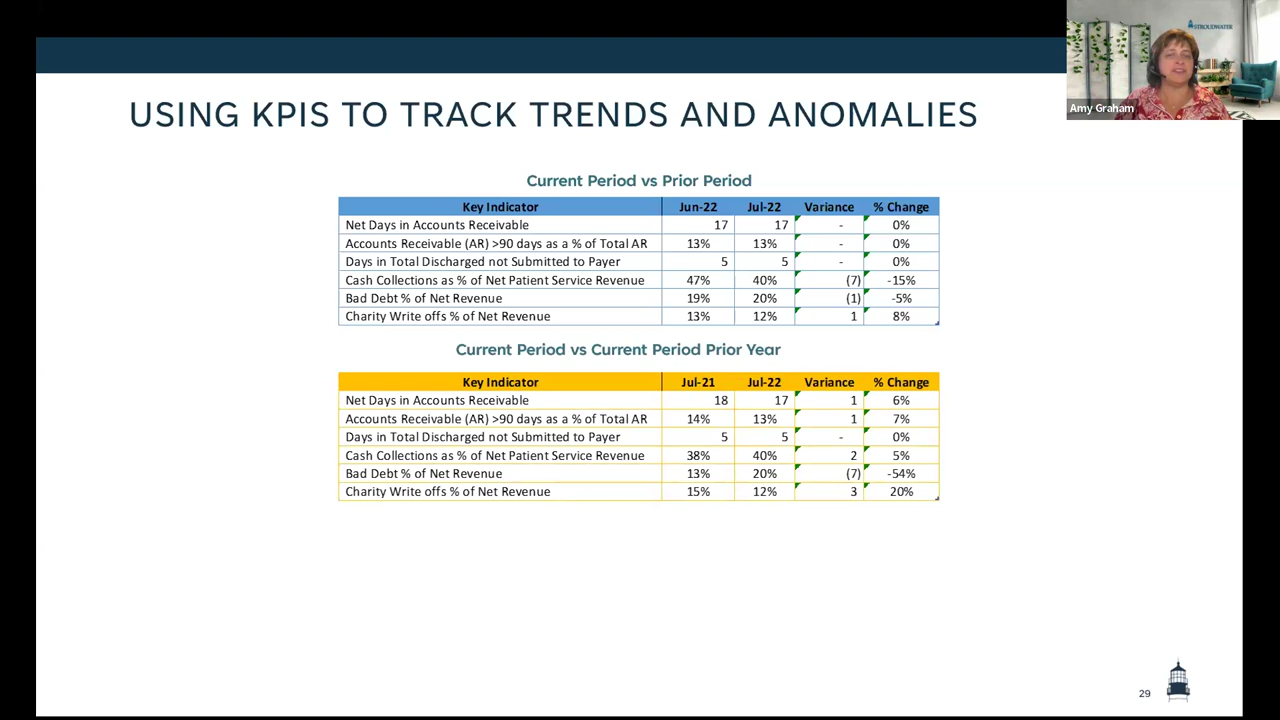 STROUDWATER
Amy Graham
USING KPIS TO TRACK TRENDS AND ANOMALIES
Current Period vs Prior Period
Key Indicator Jun-22 Jul-22 Variance % Change
Net Days in Accounts Receivable 17 17 - 0%
Accounts Receivable (AR) >90 days as a % of Total AR 13% 13% - 0%
Days in Total Discharged not Submitted to Payer 5 5 - 0%
Cash Collections as % of Net Patient Service Revenue 47% 40% (7) -15%
Bad Debt % of Net Revenue 19% 20% (1) -5%
Charity Write offs % of Net Revenue 13% 12% 1 8%
Current Period vs Current Period Prior Year
Key Indicator Jul-21 Jul-22 Variance % Change
Net Days in Accounts Receivable 18 17 1 6%
Accounts Receivable (AR) >90 days as a % of Total AR 14% 13% 1 7%
Days in Total Discharged not Submitted to Payer 5 5 - 0%
Cash Collections as % of Net Patient Service Revenue 38% 40% 2 5%
Bad Debt % of Net Revenue 13% 20% (7) -54%
Charity Write offs % of Net Revenue 15% 12% 3 20%
29